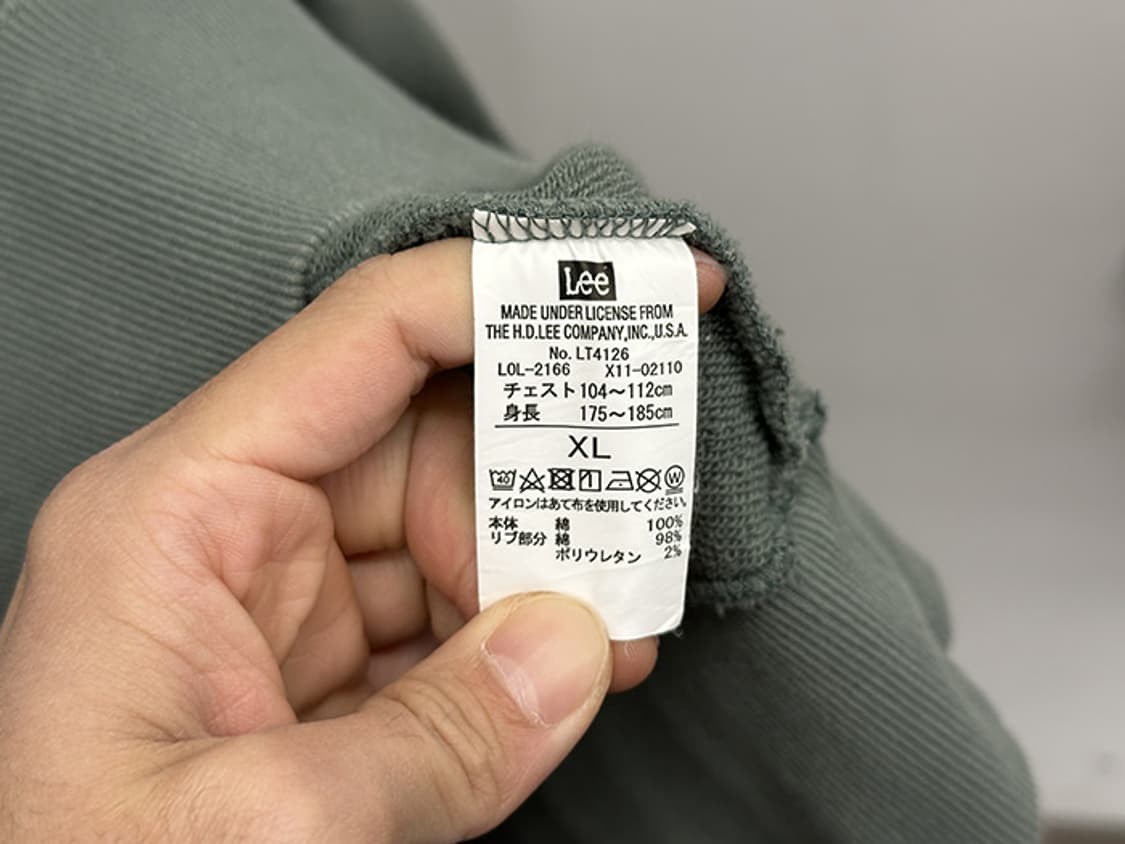 Lee
MADE UNDER LICENSE FROM
THE H.D.LEE COMPANY,INC.,U.S.A.
No. LT4126
LOL-2166 X11-02110
チェスト 104〜112cm
身長 175〜185cm
XL
40 W
アイロンはあて布を使用してください。
本体 綿 100%
リブ部分 綿 98%
ポリウレタン 2%